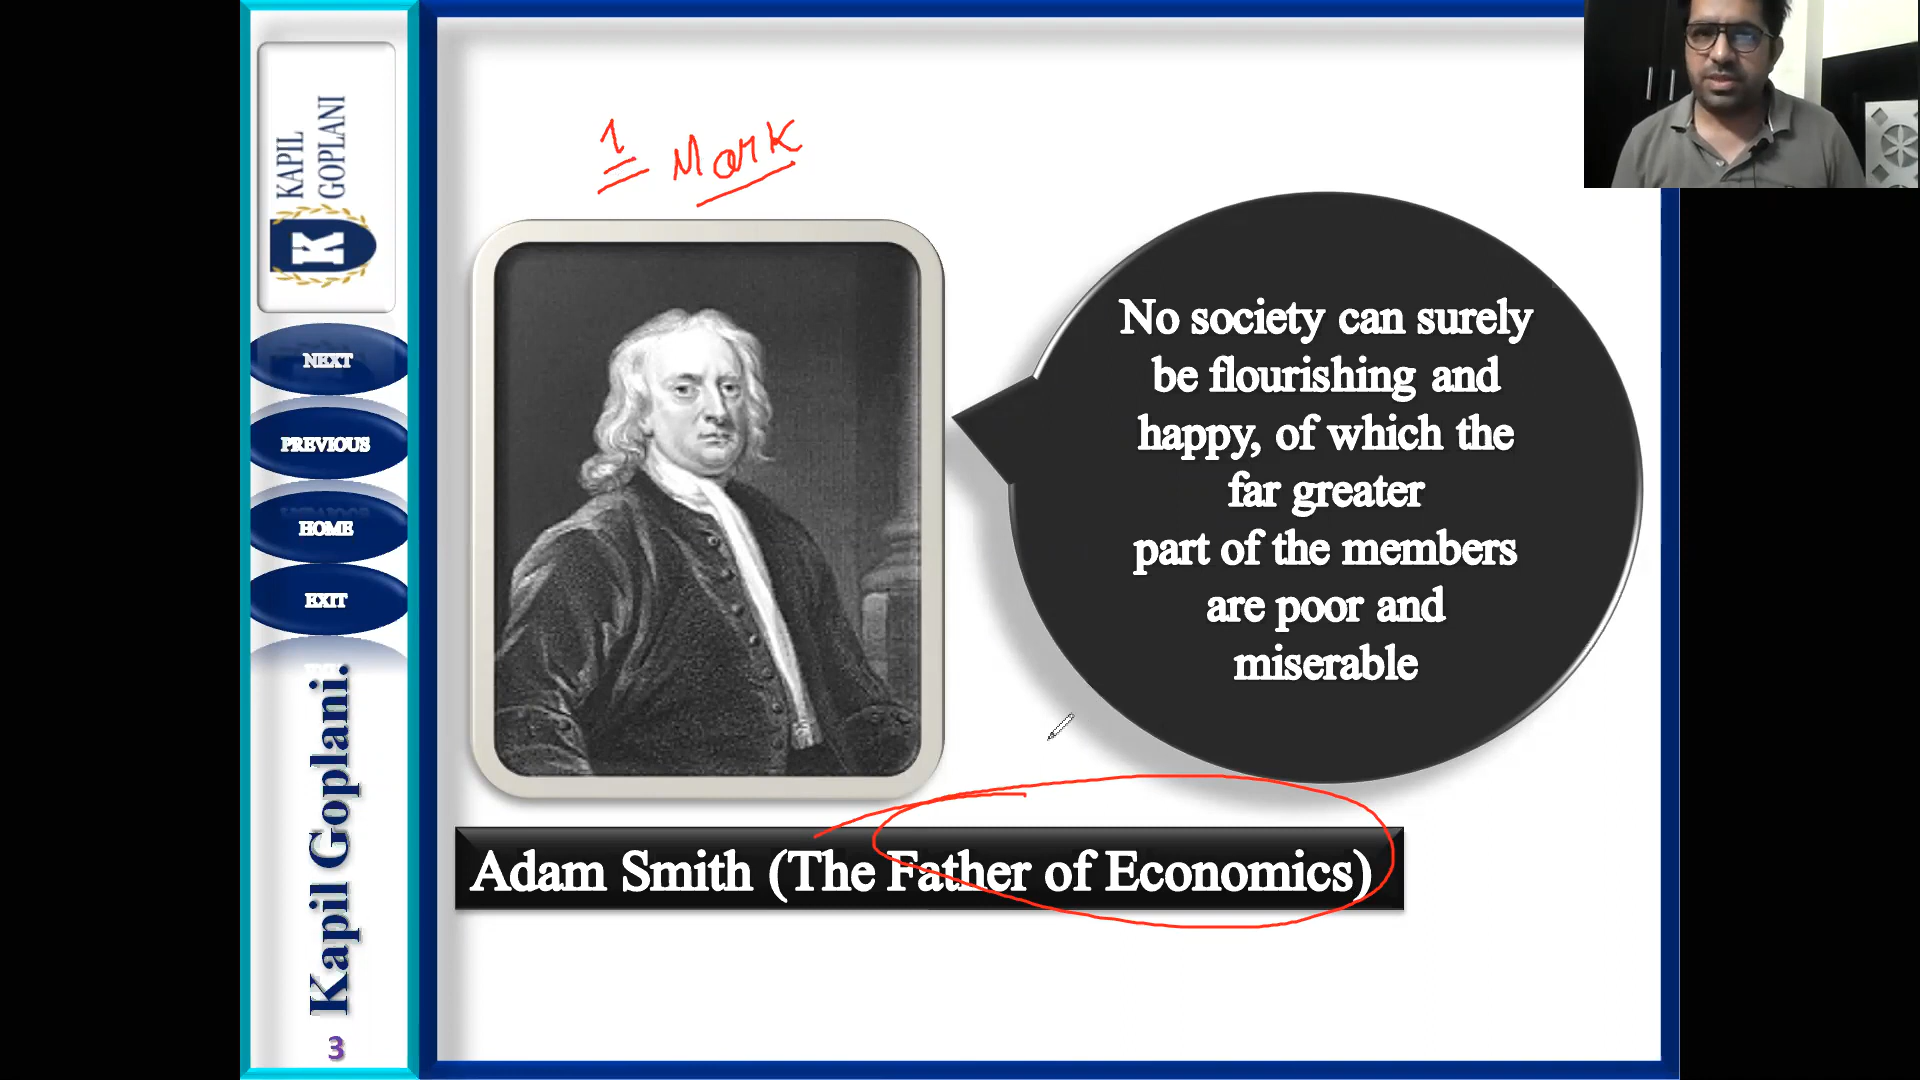 KAPIL
GOPLANI
K
NEXT
PREVIOUS
HOME
EXIT
Kapil Goplani.
3
1 Mark
No society can surely
be flourishing and
happy, of which the
far greater
part of the members
are poor and
miserable
Adam Smith (The Father of Economics)